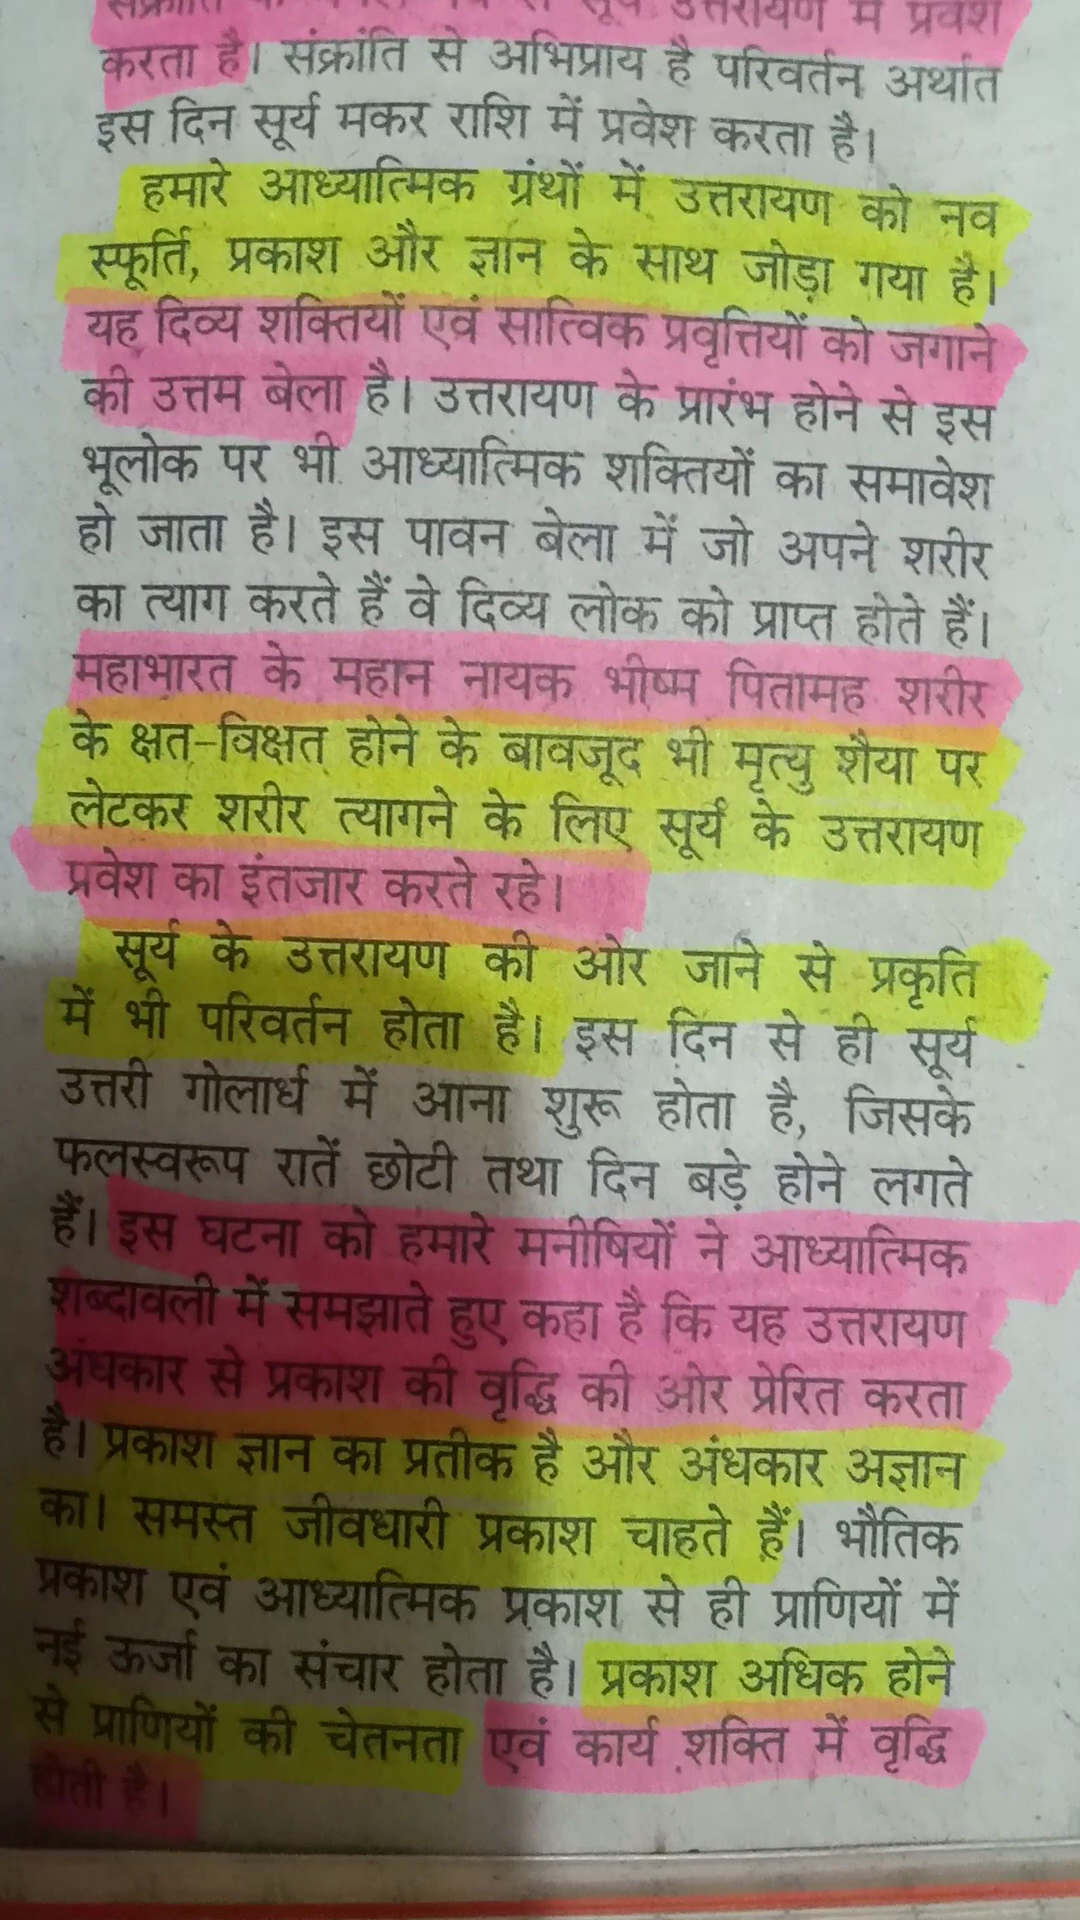 सूर्य उत्तरायण में प्रवेश
करता है। संक्रांति से अभिप्राय है परिवर्तन अर्थात
इस दिन सूर्य मकर राशि में प्रवेश करता है।
हमारे आध्यात्मिक ग्रंथों में उत्तरायण को नव
स्फूर्ति, प्रकाश और ज्ञान के साथ जोड़ा गया है।
यह दिव्य शक्तियों एवं सात्विक प्रवृत्तियों को जगाने
की उत्तम बेला है। उत्तरायण के प्रारंभ होने से इस
भूलोक पर भी आध्यात्मिक शक्तियों का समावेश
हो जाता है। इस पावन बेला में जो अपने शरीर
का त्याग करते हैं वे दिव्य लोक को प्राप्त होते हैं।
महाभारत के महान नायक भीष्म पितामह शरीर
के क्षत-विक्षत होने के बावजूद भी मृत्यु शैया पर
लेटकर शरीर त्यागने के लिए सूर्य के उत्तरायण
प्रवेश का इंतजार करते रहे।
सूर्य के उत्तरायण की ओर जाने से प्रकृति
में भी परिवर्तन होता है। इस दिन से ही सूर्य
उत्तरी गोलार्ध में आना शुरू होता है, जिसके
फलस्वरूप रातें छोटी तथा दिन बड़े होने लगते
हैं। इस घटना को हमारे मनीषियों ने आध्यात्मिक
शब्दावली में समझाते हुए कहा है कि यह उत्तरायण
अंधकार से प्रकाश की वृद्धि की ओर प्रेरित करता
है। प्रकाश ज्ञान का प्रतीक है और अंधकार अज्ञान
का। समस्त जीवधारी प्रकाश चाहते हैं। भौतिक
प्रकाश एवं आध्यात्मिक प्रकाश से ही प्राणियों में
नई ऊर्जा का संचार होता है। प्रकाश अधिक होने
से प्राणियों की चेतनता एवं कार्य शक्ति में वृद्धि
होती है।